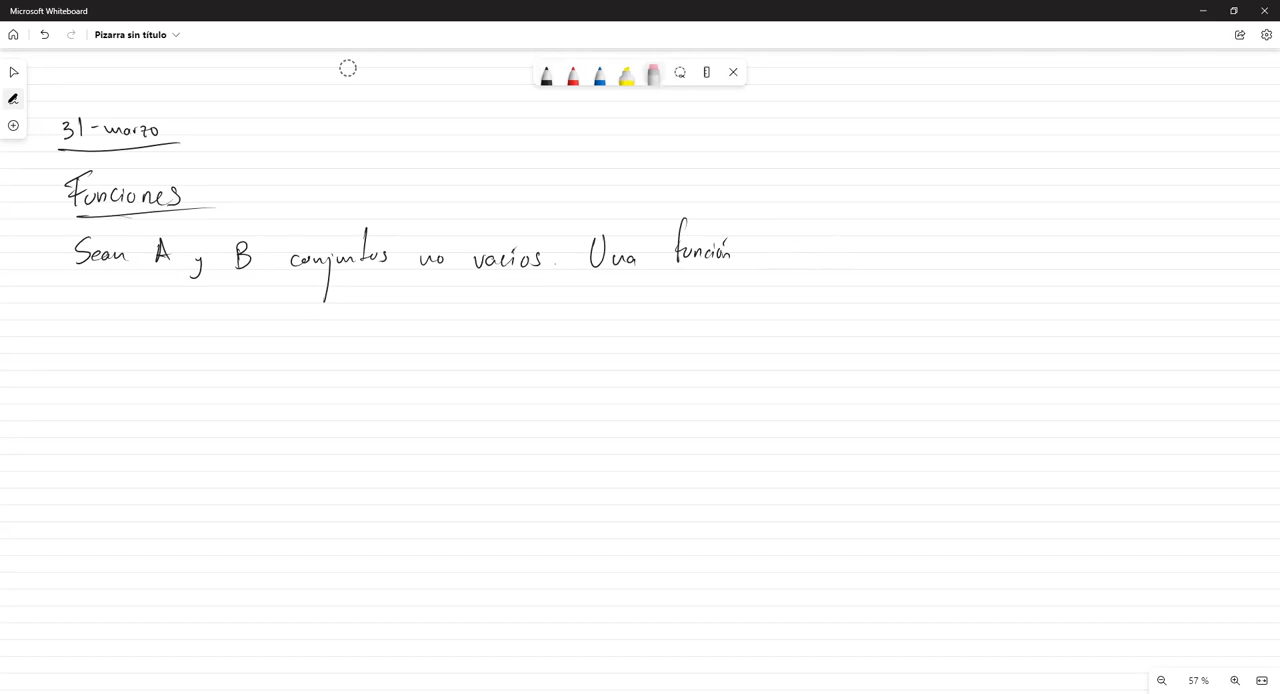 Microsoft Whiteboard
Pizarra sin título
31-marzo
Funciones
Sean A y B conjuntos no vacíos. Una función
57 %